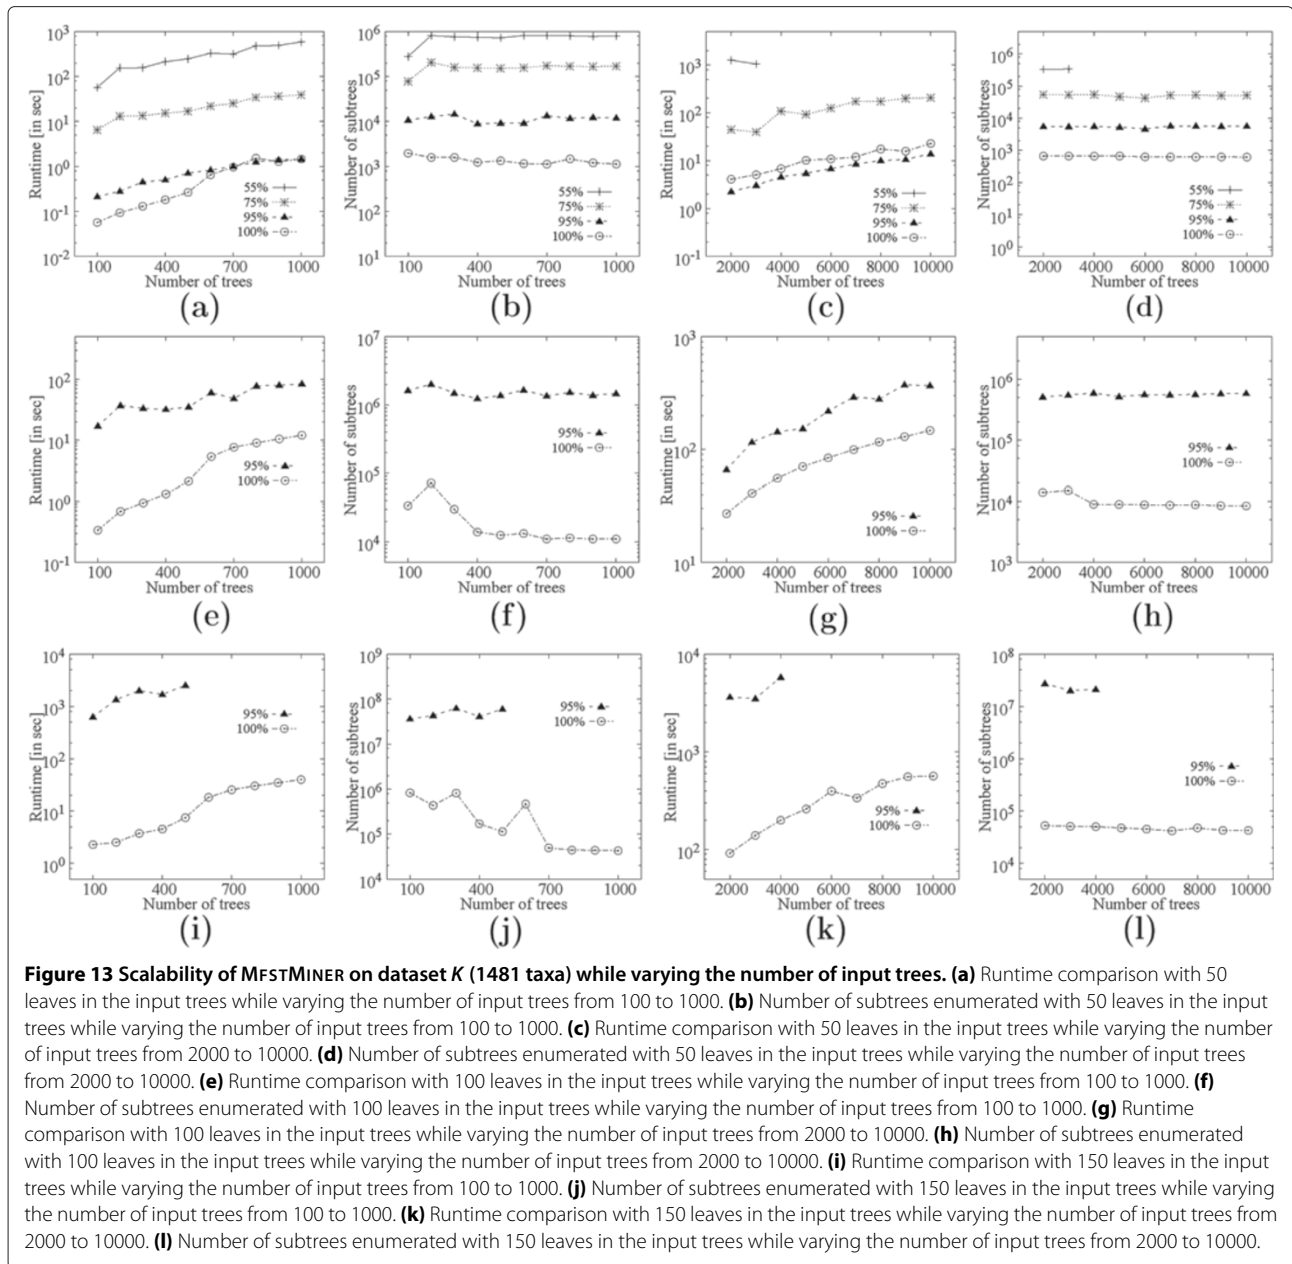 10^3
10^2
10^1
10^0
10^-1
10^-2
Runtime [in sec]
55%
75%
95%
100%
100 400 700 1000
Number of trees
(a)
10^6
10^5
10^4
10^3
10^2
10^1
Number of subtrees
55%
75%
95%
100%
100 400 700 1000
Number of trees
(b)
10^3
10^2
10^1
10^0
10^-1
Runtime [in sec]
55%
75%
95%
100%
2000 4000 6000 8000 10000
Number of trees
(c)
10^6
10^5
10^4
10^3
10^2
10^1
10^0
Number of subtrees
55%
75%
95%
100%
2000 4000 6000 8000 10000
Number of trees
(d)
10^2
10^1
10^0
10^-1
Runtime [in sec]
95%
100%
100 400 700 1000
Number of trees
(e)
10^7
10^6
10^5
10^4
Number of subtrees
95%
100%
100 400 700 1000
Number of trees
(f)
10^3
10^2
10^1
Runtime [in sec]
95%
100%
2000 4000 6000 8000 10000
Number of trees
(g)
10^6
10^5
10^4
10^3
Number of subtrees
95%
100%
2000 4000 6000 8000 10000
Number of trees
(h)
10^4
10^3
10^2
10^1
10^0
Runtime [in sec]
95%
100%
100 400 700 1000
Number of trees
(i)
10^9
10^8
10^7
10^6
10^5
10^4
Number of subtrees
95%
100%
100 400 700 1000
Number of trees
(j)
10^4
10^3
10^2
Runtime [in sec]
95%
100%
2000 4000 6000 8000 10000
Number of trees
(k)
10^8
10^7
10^6
10^5
10^4
Number of subtrees
95%
100%
2000 4000 6000 8000 10000
Number of trees
(l)
Figure 13 Scalability of MFSTMINER on dataset K (1481 taxa) while varying the number of input trees. (a) Runtime comparison with 50
leaves in the input trees while varying the number of input trees from 100 to 1000. (b) Number of subtrees enumerated with 50 leaves in the input
trees while varying the number of input trees from 100 to 1000. (c) Runtime comparison with 50 leaves in the input trees while varying the number
of input trees from 2000 to 10000. (d) Number of subtrees enumerated with 50 leaves in the input trees while varying the number of input trees
from 2000 to 10000. (e) Runtime comparison with 100 leaves in the input trees while varying the number of input trees from 100 to 1000. (f)
Number of subtrees enumerated with 100 leaves in the input trees while varying the number of input trees from 100 to 1000. (g) Runtime
comparison with 100 leaves in the input trees while varying the number of input trees from 2000 to 10000. (h) Number of subtrees enumerated
with 100 leaves in the input trees while varying the number of input trees from 2000 to 10000. (i) Runtime comparison with 150 leaves in the input
trees while varying the number of input trees from 100 to 1000. (j) Number of subtrees enumerated with 150 leaves in the input trees while varying
the number of input trees from 100 to 1000. (k) Runtime comparison with 150 leaves in the input trees while varying the number of input trees from
2000 to 10000. (l) Number of subtrees enumerated with 150 leaves in the input trees while varying the number of input trees from 2000 to 10000.